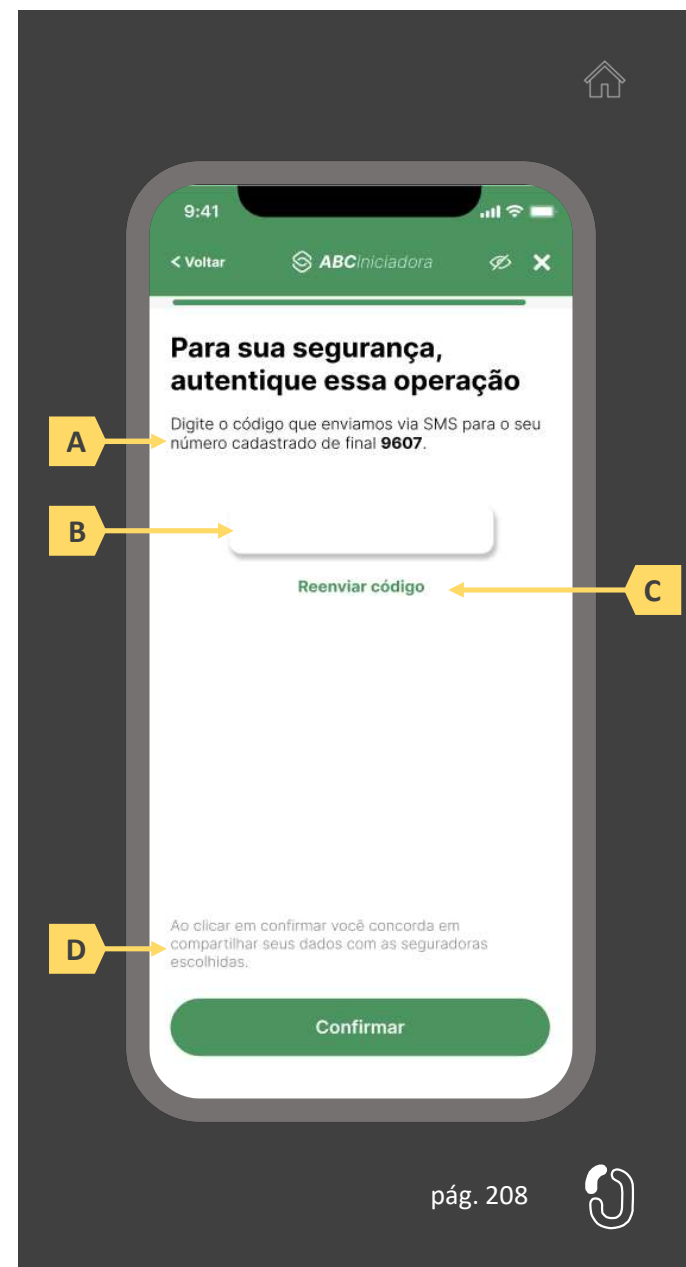 9:41
< Voltar ABCiniciadora
Para sua segurança,
autentique essa operação
Digite o código que enviamos via SMS para o seu
número cadastrado de final 9607.
A
B
Reenviar código
C
Ao clicar em confirmar você concorda em
compartilhar seus dados com as seguradoras
escolhidas.
D
Confirmar
pág. 208